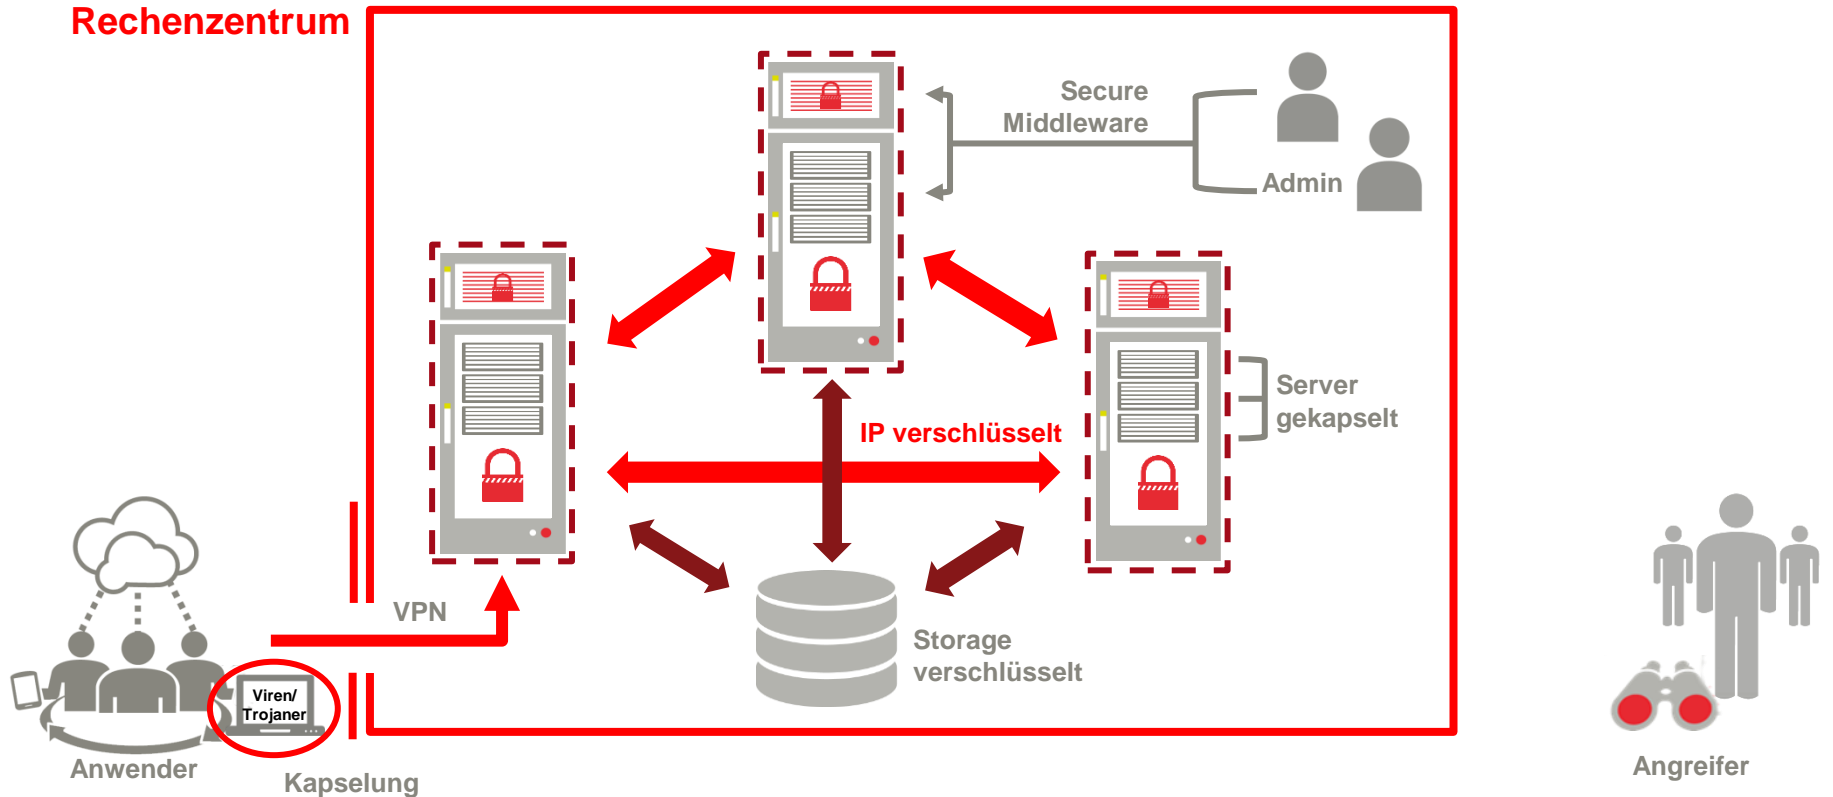 Rechenzentrum
Secure
Middleware
Admin
Server
gekapselt
IP verschlüsselt
VPN
Storage
verschlüsselt
Viren/
Trojaner
Anwender
Kapselung
Angreifer